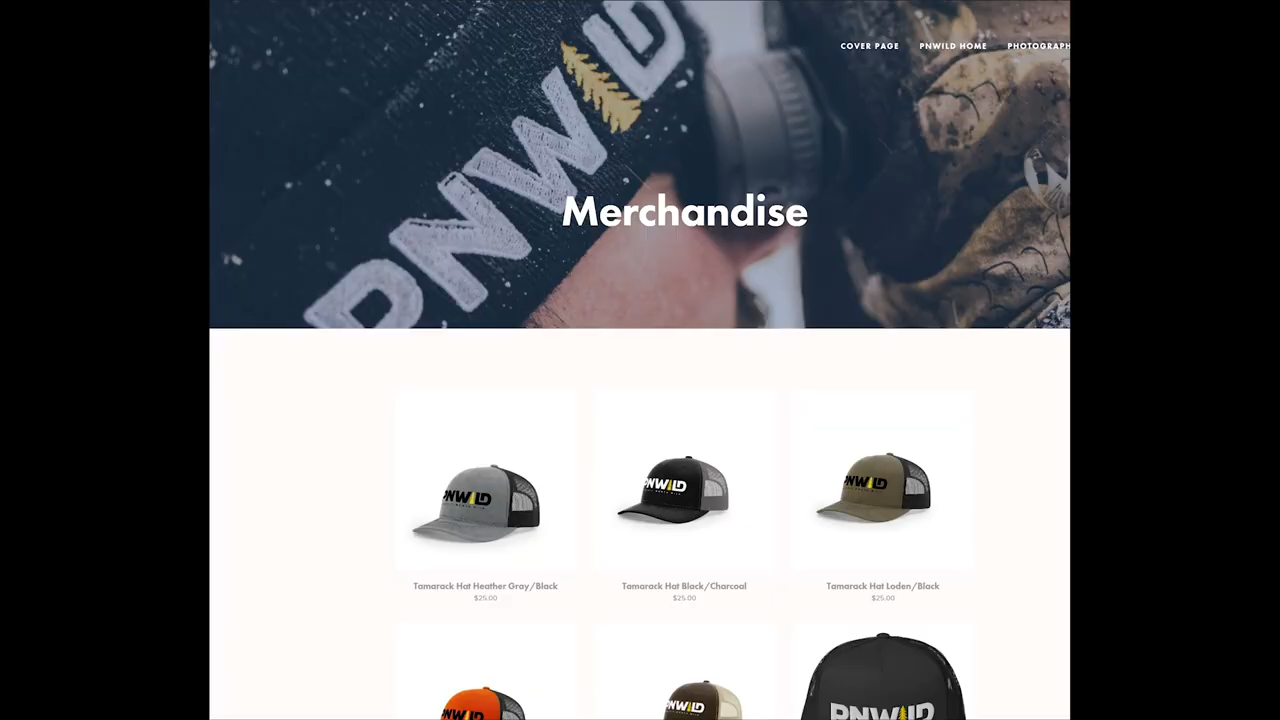 COVER PAGE PNWILD HOME PHOTOGRAPH
PNWILD
Merchandise
PNWILD
PNWILD
PNWILD
Tamarack Hat Heather Gray/Black
Tamarack Hat Black/Charcoal
Tamarack Hat Loden/Black
$25.00
$25.00
$25.00
PNWILD
PNWILD
PNWILD